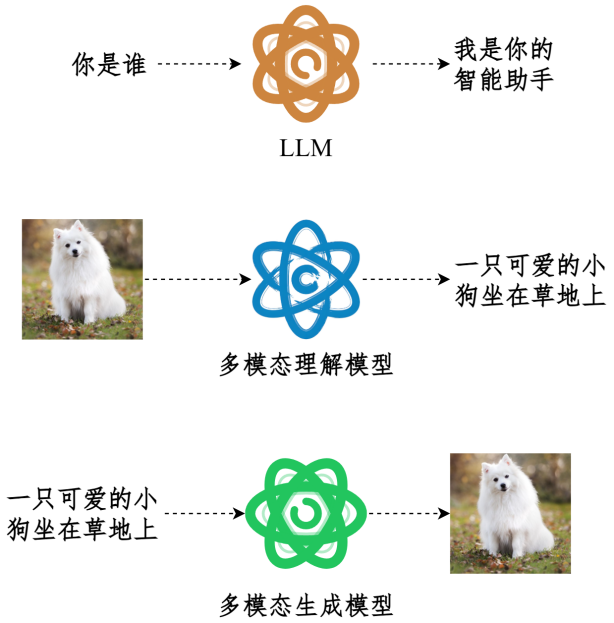 你是谁
我是你的
智能助手
LLM
一只可爱的小
狗坐在草地上
多模态理解模型
一只可爱的小
狗坐在草地上
多模态生成模型